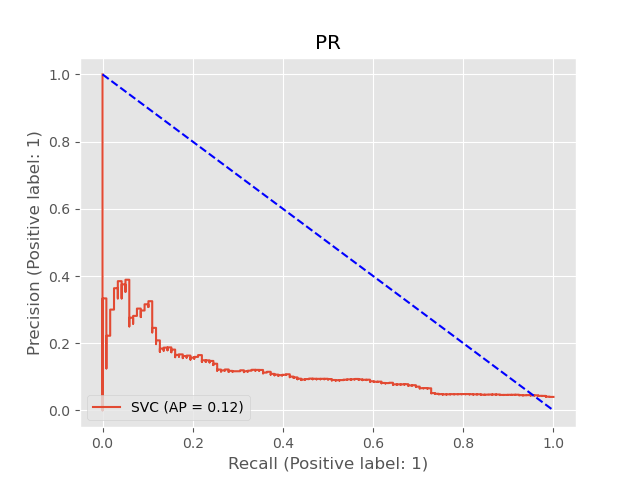 PR
Precision (Positive label: 1)
1.0
0.8
0.6
0.4
0.2
0.0
SVC (AP = 0.12)
0.0 0.2 0.4 0.6 0.8 1.0
Recall (Positive label: 1)